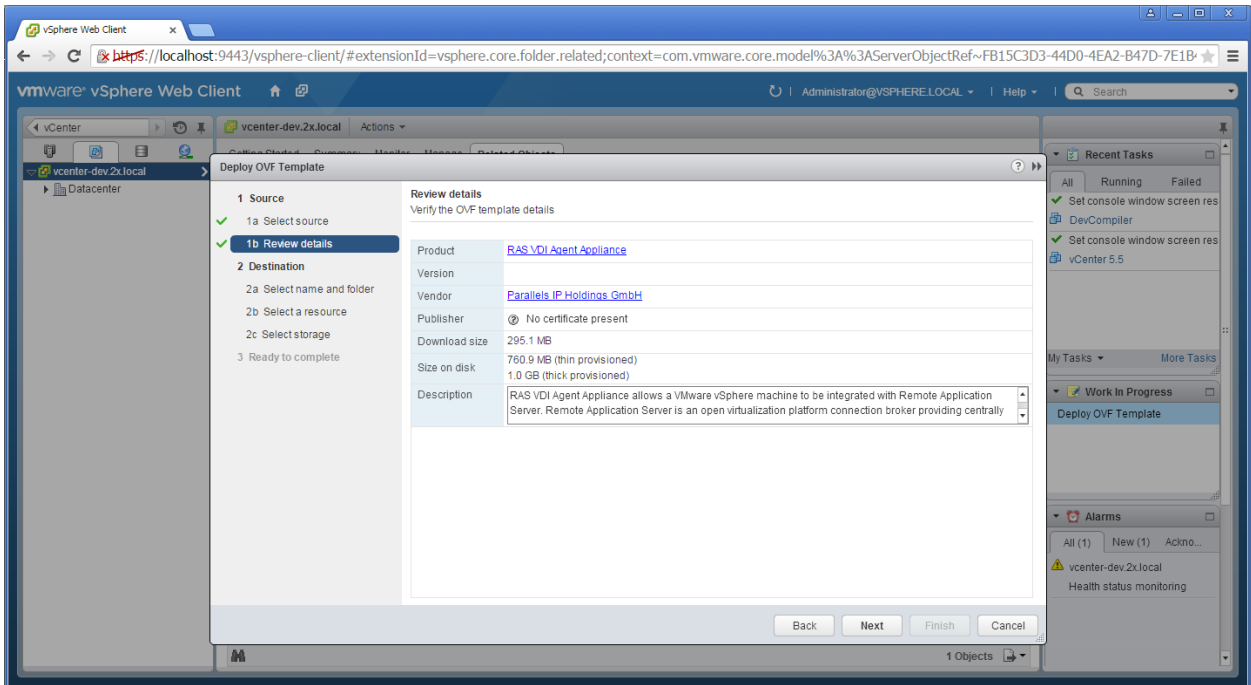 vSphere Web Client
https://localhost:9443/vsphere-client/#extensionId=vsphere.core.folder.related;context=com.vmware.core.model%3A%3AServerObjectRef~FB15C3D3-44D0-4EA2-B47D-7E1B
vmware® vSphere Web Client
Administrator@VSPHERE.LOCAL
Help
Search
vCenter
vcenter-dev.2x.local
Datacenter
vcenter-dev.2x.local Actions
Getting Started Summary Monitor Manage Related Objects
Deploy OVF Template
1 Source
1a Select source
1b Review details
2 Destination
2a Select name and folder
2b Select a resource
2c Select storage
3 Ready to complete
Review details
Verify the OVF template details
Product RAS VDI Agent Appliance
Version
Vendor Parallels IP Holdings GmbH
Publisher No certificate present
Download size 295.1 MB
Size on disk 760.9 MB (thin provisioned)
1.0 GB (thick provisioned)
Description RAS VDI Agent Appliance allows a VMware vSphere machine to be integrated with Remote Application
Server. Remote Application Server is an open virtualization platform connection broker providing centrally
Back Next Finish Cancel
1 Objects
Recent Tasks
All Running Failed
Set console window screen res
DevCompiler
Set console window screen res
vCenter 5.5
My Tasks More Tasks
Work In Progress
Deploy OVF Template
Alarms
All (1) New (1) Ackno...
vcenter-dev.2x.local
Health status monitoring